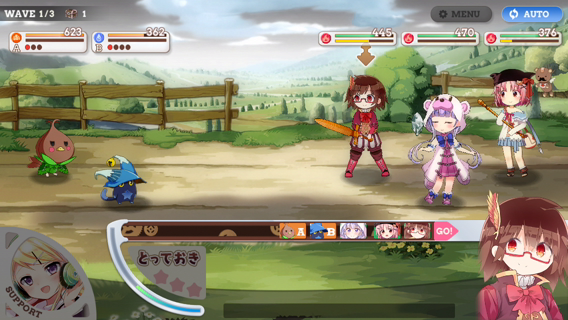 WAVE 1/3 1
MENU
AUTO
623
362
445
470
376
A
B
A
B
GO!
とっておき
SUPPORT